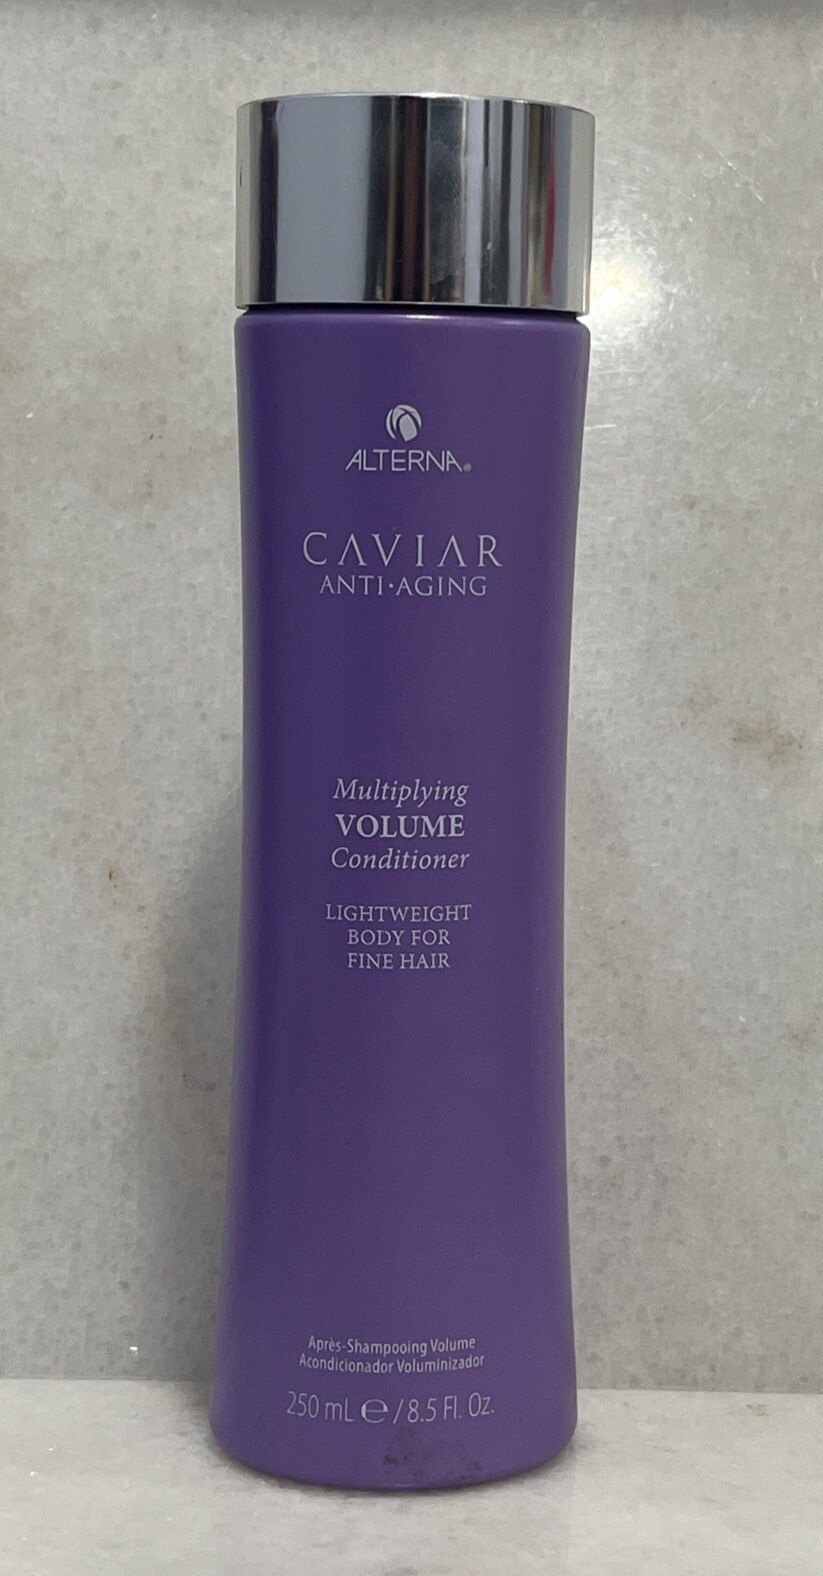 ALTERNA®
CAVIAR
ANTI·AGING
Multiplying
VOLUME
Conditioner
LIGHTWEIGHT
BODY FOR
FINE HAIR
Après-Shampooing Volume
Acondicionador Voluminizador
250 mL ℮ / 8.5 Fl. Oz.